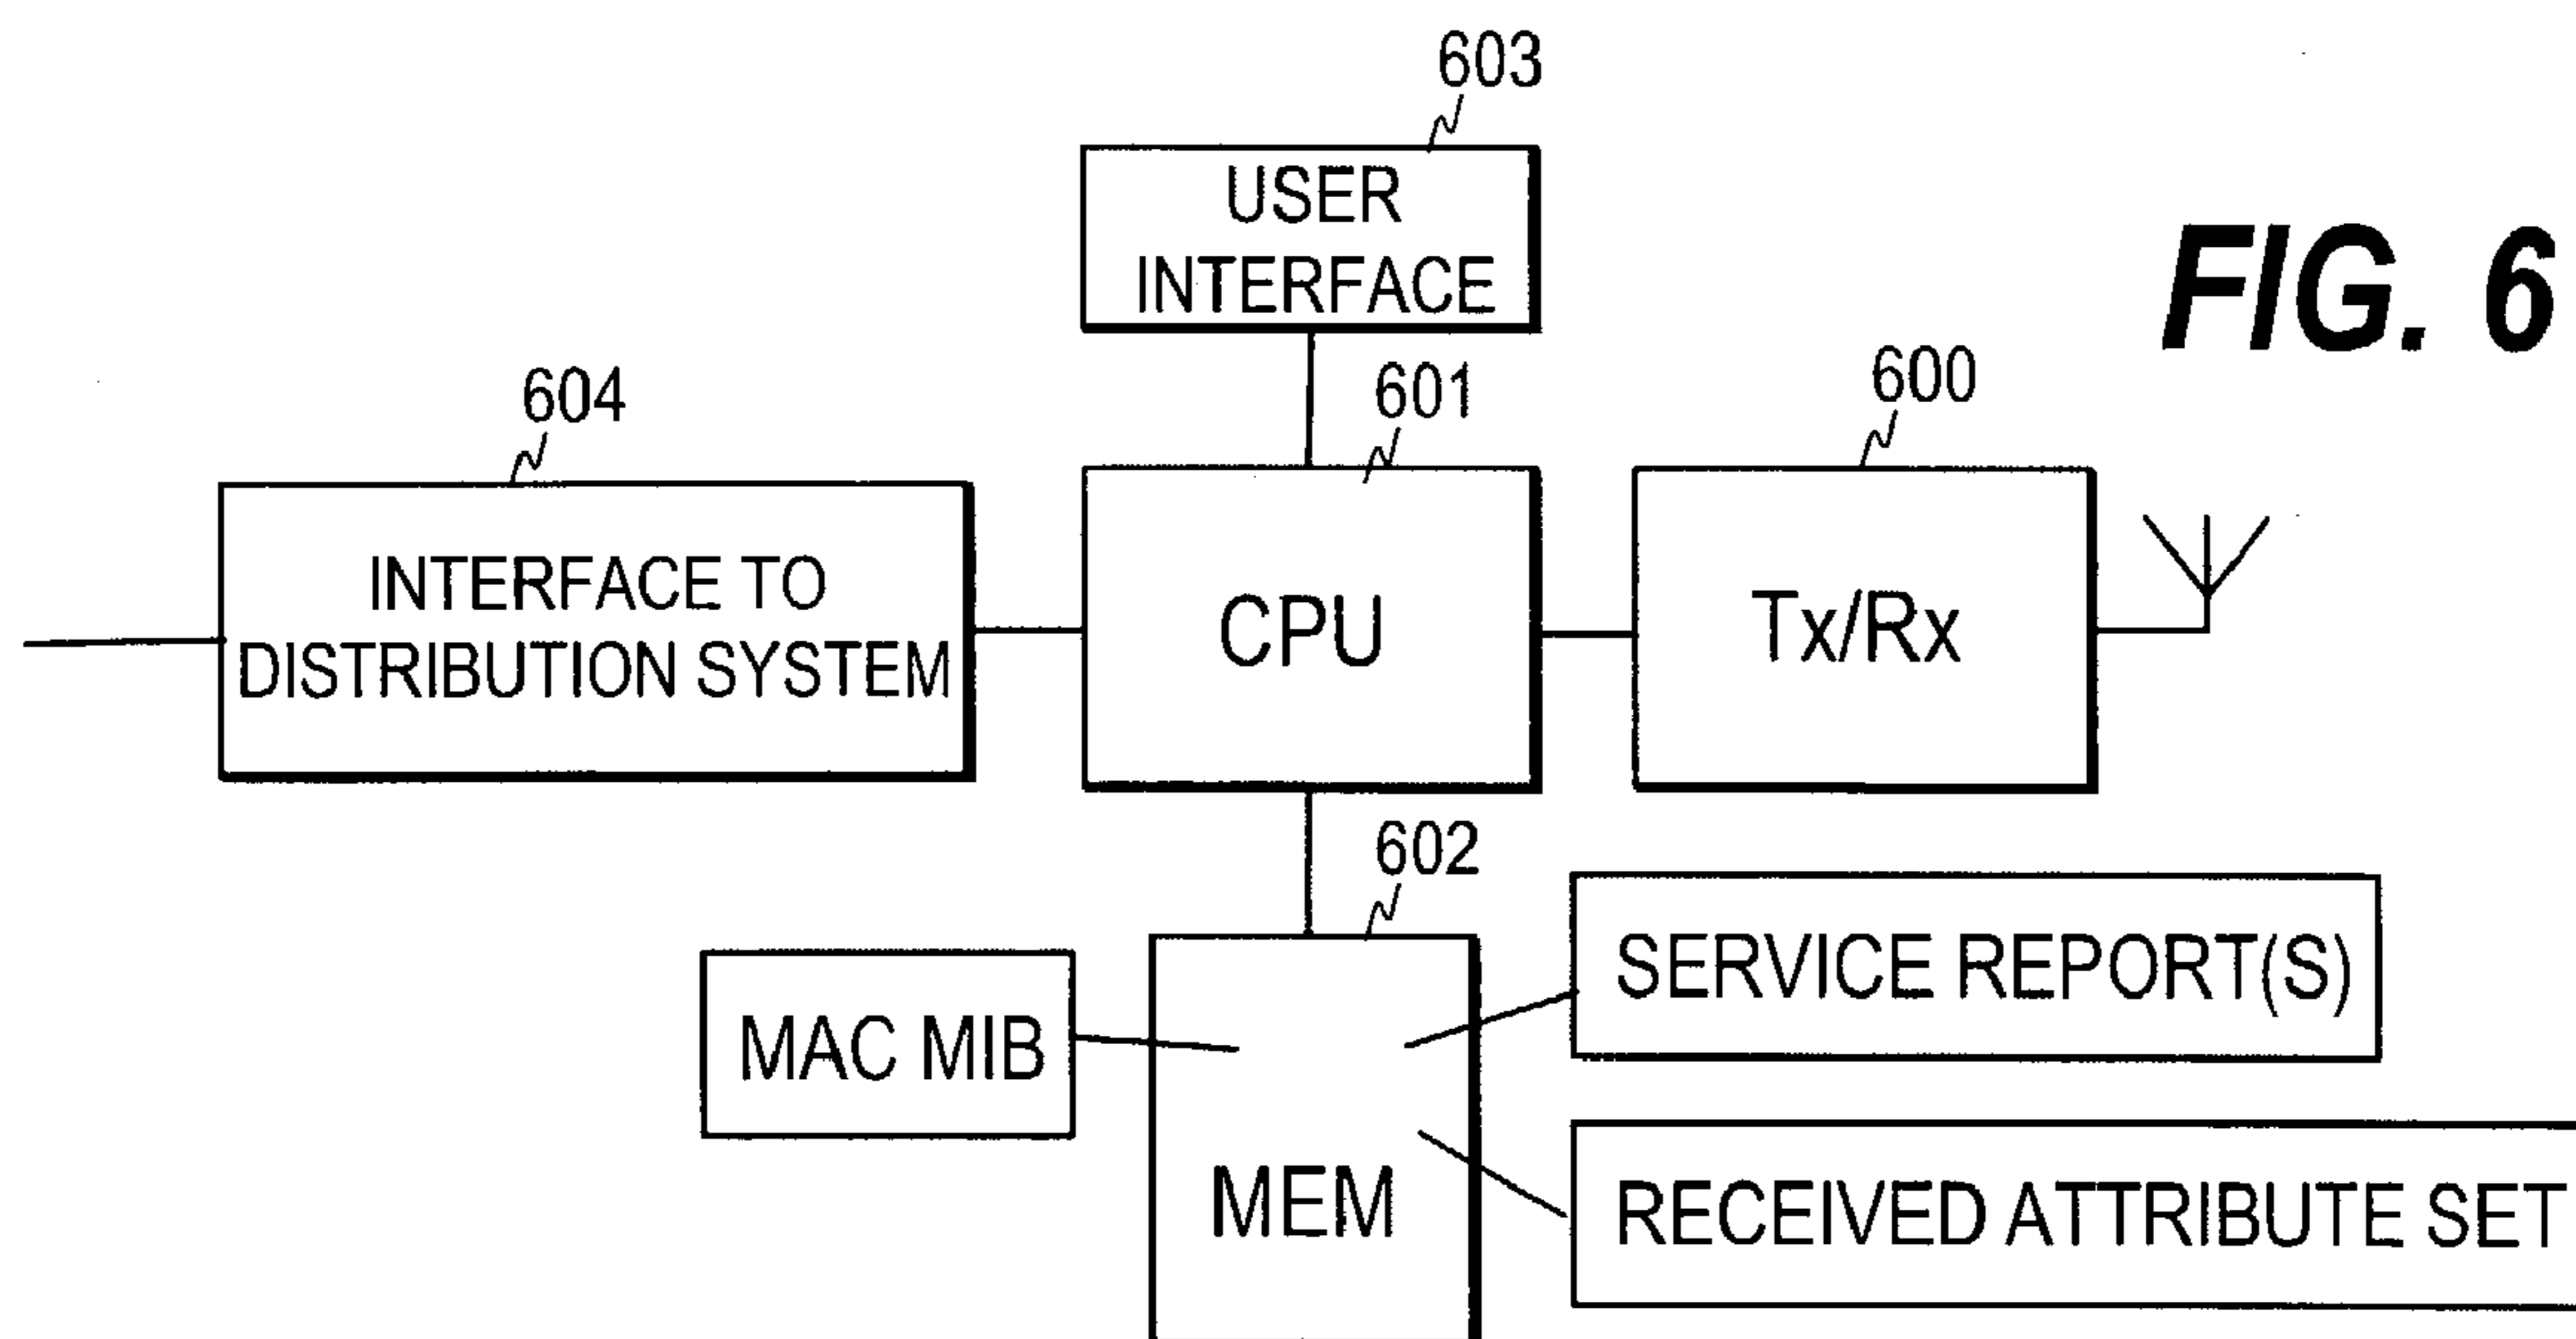 603
USER
INTERFACE
FIG. 6
604
601
600
INTERFACE TO
DISTRIBUTION SYSTEM
CPU
Tx/Rx
602
MAC MIB
MEM
SERVICE REPORT(S)
RECEIVED ATTRIBUTE SET